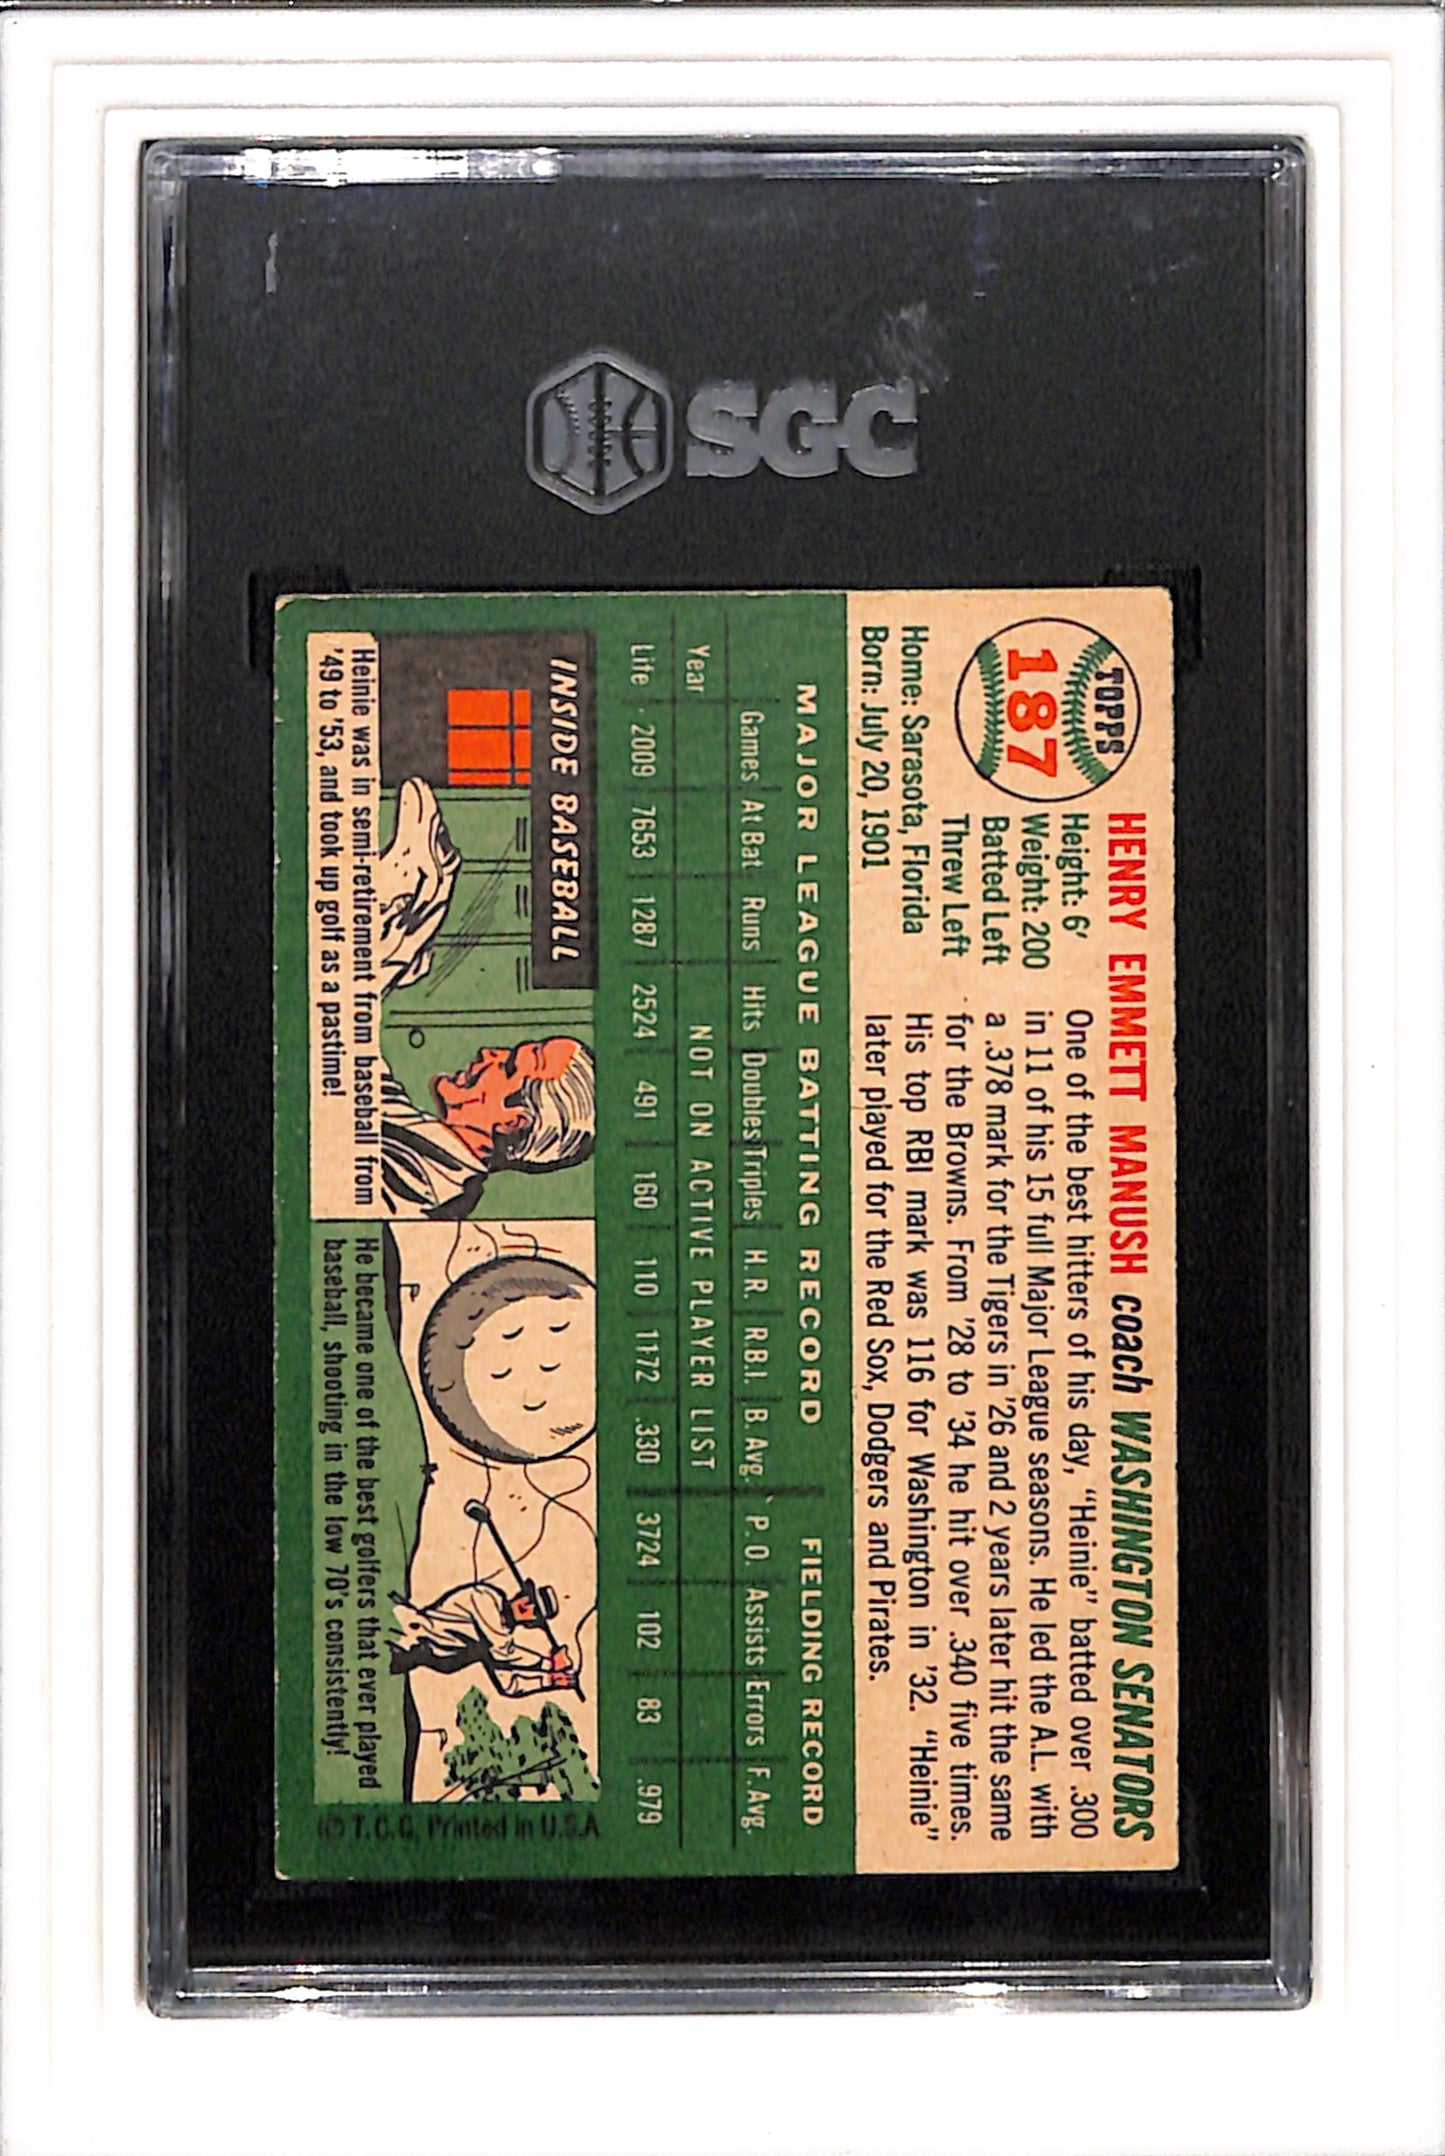 SGC
TOPPS
187
HENRY EMMETT MANUSH coach WASHINGTON SENATORS
Height: 6'
Weight: 200
Batted Left
Threw Left
Home: Sarasota, Florida
Born: July 20, 1901
One of the best hitters of his day, "Heinie" batted over .300
in 11 of his 15 full Major League seasons. He led the A.L. with
a .378 mark for the Tigers in '26 and 2 years later hit the same
for the Browns. From '28 to '34 he hit over .340 five times.
His top RBI mark was 116 for Washington in '32. "Heinie"
later played for the Red Sox, Dodgers and Pirates.
MAJOR LEAGUE BATTING RECORD FIELDING RECORD
Games At Bat Runs Hits Doubles Triples H.R. R.B.I. B. Avg. P.O. Assists Errors F. Avg.
Year NOT ON ACTIVE PLAYER LIST
Life 2009 7653 1287 2524 491 160 110 1172 .330 3724 102 83 .979
INSIDE BASEBALL
Heinie was in semi-retirement from baseball from
'49 to '53, and took up golf as a pastime!
He became one of the best golfers that ever played
baseball, shooting in the low 70's consistently!
© T.C.G. Printed in U.S.A